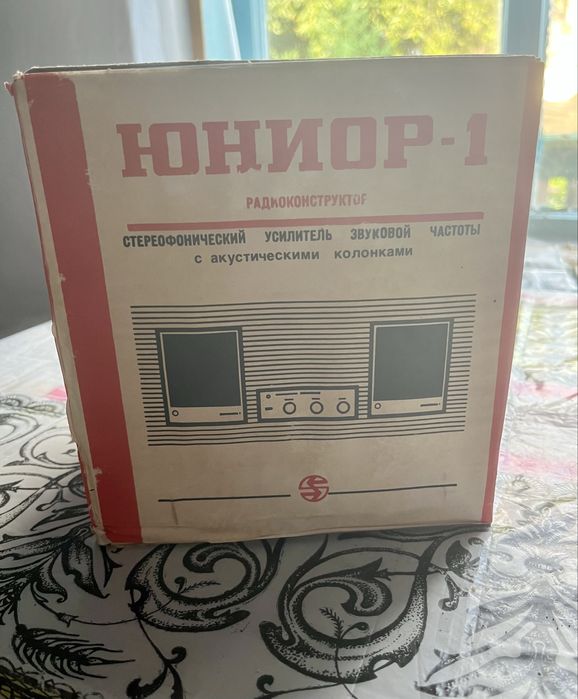 ЮНИОР-1
РАДИОКОНСТРУКТОР
СТЕРЕОФОНИЧЕСКИЙ УСИЛИТЕЛЬ ЗВУКОВОЙ ЧАСТОТЫ
С АКУСТИЧЕСКИМИ КОЛОНКАМИ